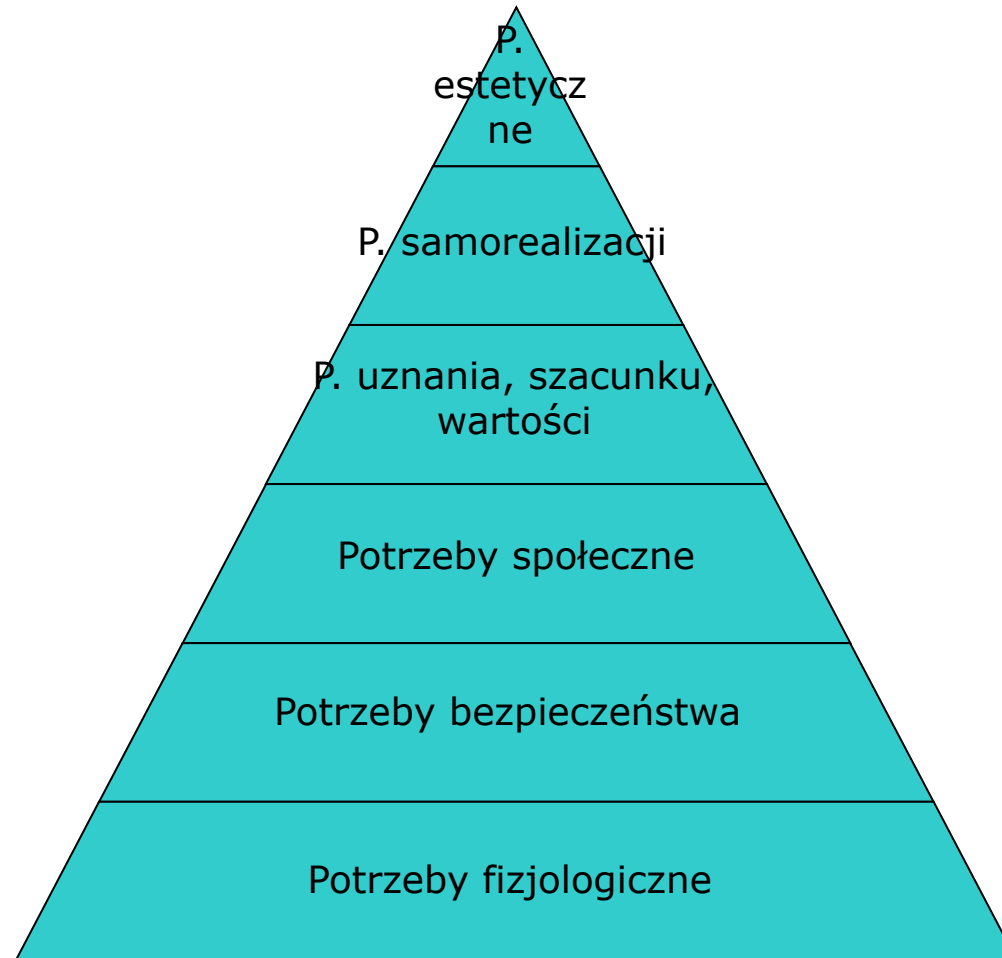 P.
estetycz
ne
P. samorealizacji
P. uznania, szacunku,
wartości
Potrzeby społeczne
Potrzeby bezpieczeństwa
Potrzeby fizjologiczne